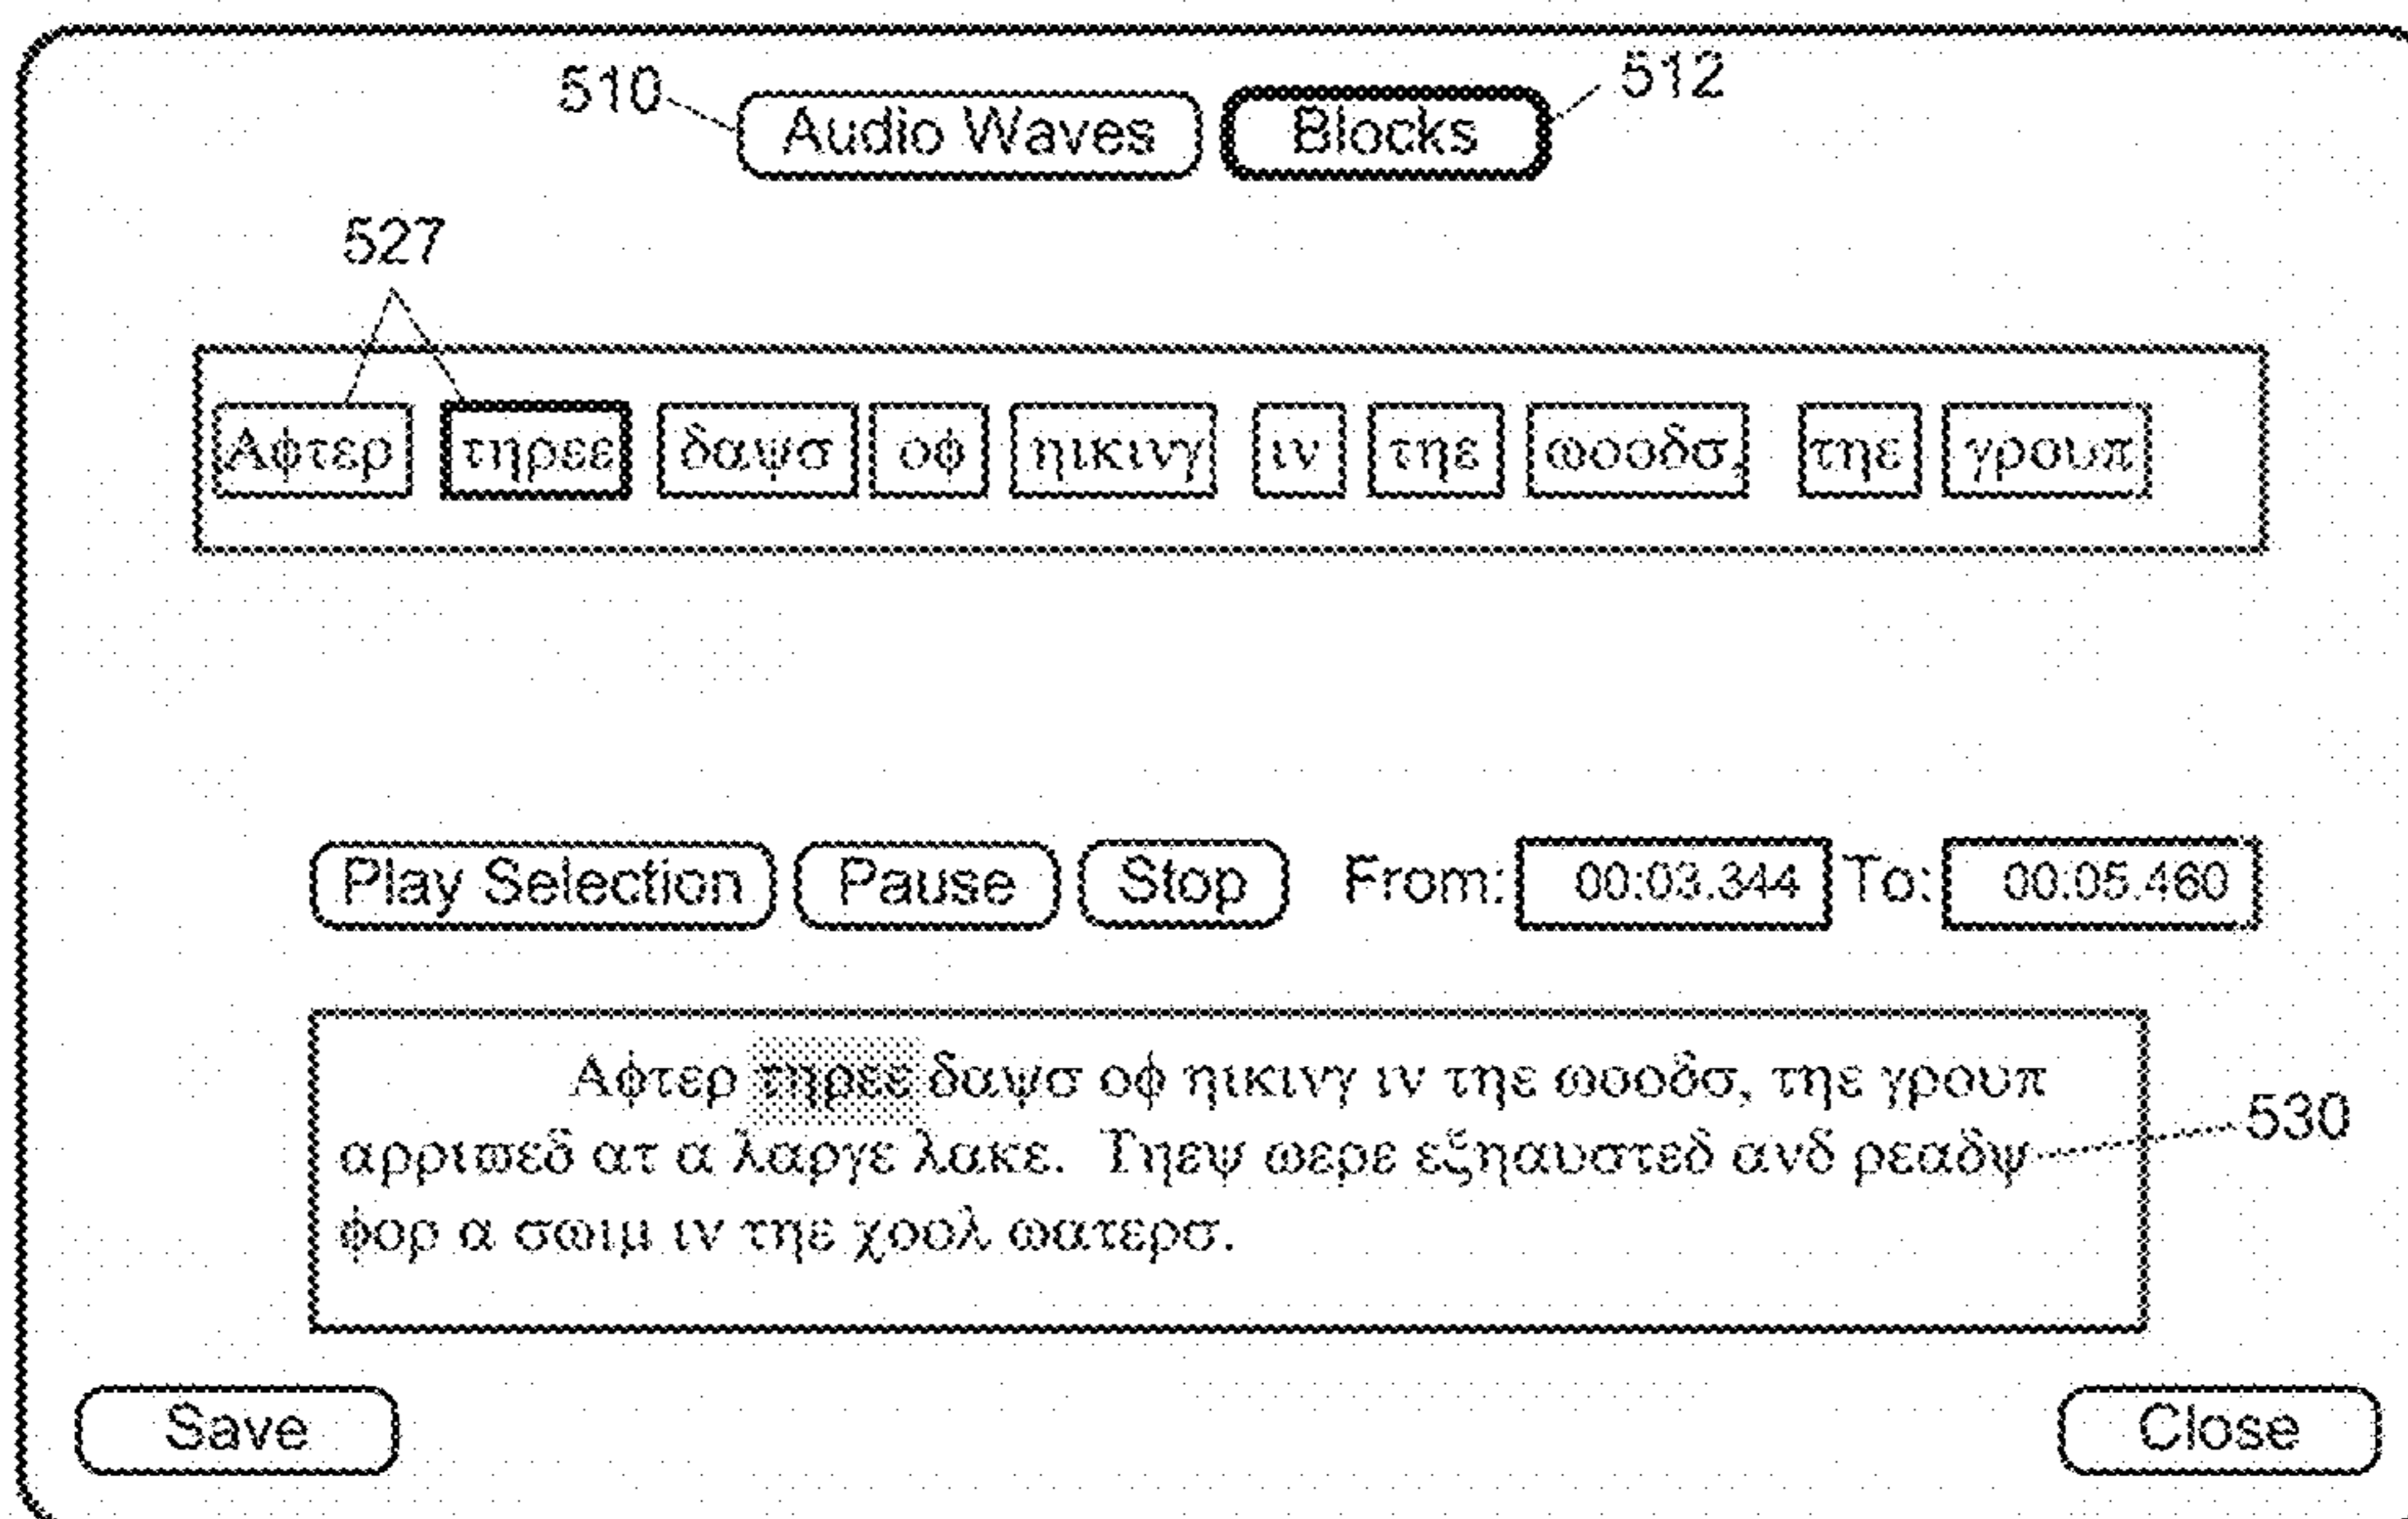 510 Audio Waves Blocks 512
527
Αφτερ τηρεε δαψσ οφ ηικινγ ιν τηε ωοοδσ, τηε γρουπ
Play Selection Pause Stop From: 00:03.344 To: 00:05.460
Αφτερ τηρεε δαψσ οφ ηικινγ ιν τηε ωοοδσ, τηε γρουπ
αρριϖεδ ατ α λαργε λακε. Τηεψ ωερε εξηαυστεδ ανδ ρεαδψ
φορ α σωιμ ιν τηε χοολ ωατερσ.
530
Save Close